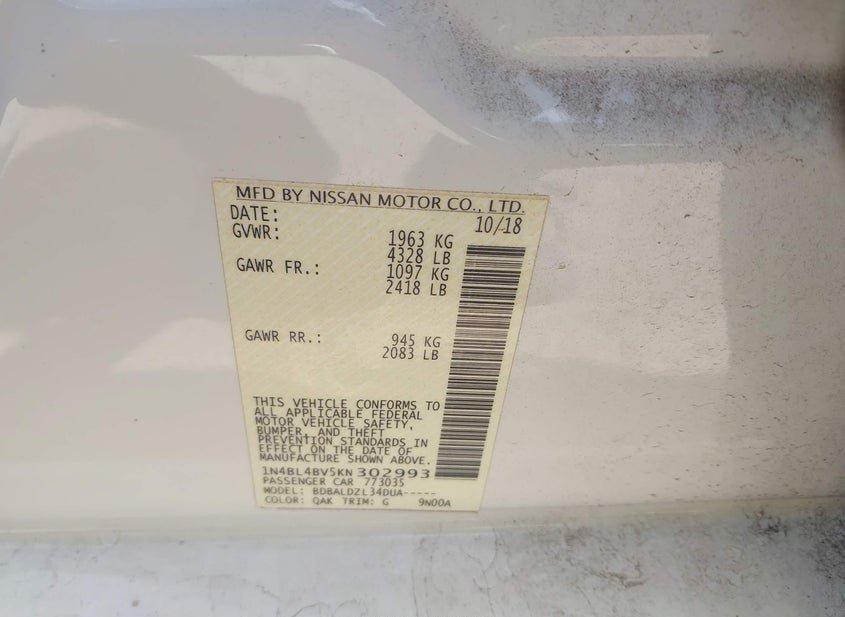 MFD BY NISSAN MOTOR CO., LTD.
DATE: 10/18
GVWR: 1963 KG
4328 LB
GAWR FR.: 1097 KG
2418 LB
GAWR RR.: 945 KG
2083 LB
THIS VEHICLE CONFORMS TO
ALL APPLICABLE FEDERAL
MOTOR VEHICLE SAFETY,
BUMPER, AND THEFT
PREVENTION STANDARDS IN
EFFECT ON THE DATE OF
MANUFACTURE SHOWN ABOVE.
1N4BL4BV5KN302993
PASSENGER CAR 773035
MODEL: BDBALDZL34DUA-----
COLOR: QAK TRIM: G 9N00A